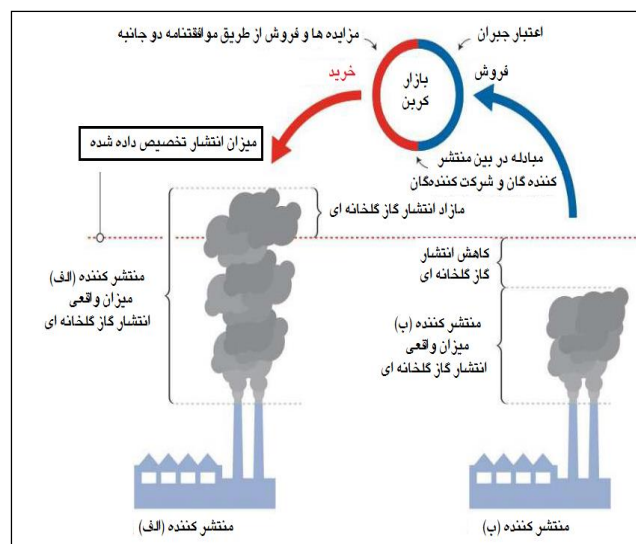 اعتبار جبران
مزایده ها و فروش از طریق موافقتنامه دو جانبه
فروش
بازار
کربن
خرید
مبادله در بین منتشر
کننده گان و شرکت کننده‌گان
میزان انتشار تخصیص داده شده
مازاد انتشار گاز گلخانه ای
کاهش انتشار
گاز گلخانه ای
منتشر کننده (ب)
میزان واقعی
انتشار گاز گلخانه ای
منتشر کننده (الف)
میزان واقعی
انتشار گاز گلخانه ای
منتشر کننده (ب)
منتشر کننده (الف)